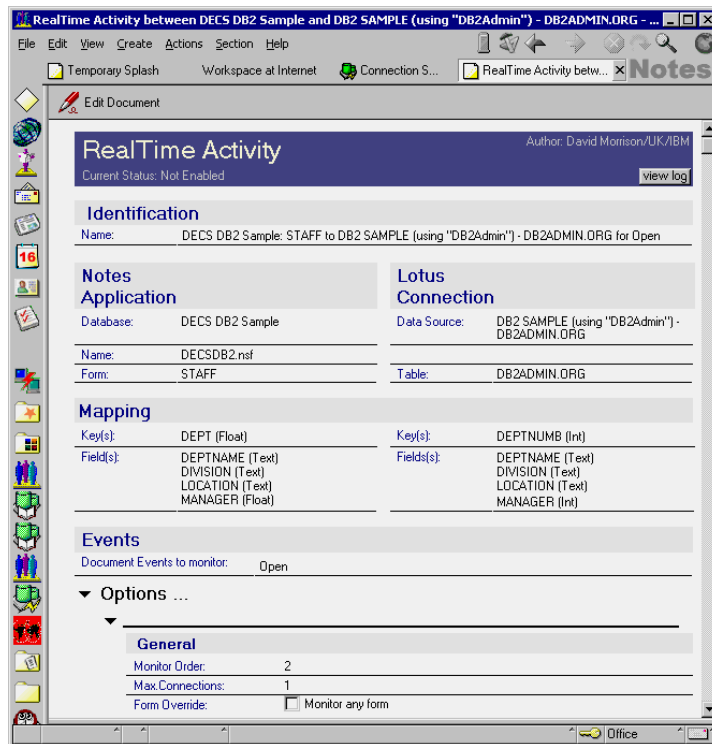 RealTime Activity between DECS DB2 Sample and DB2 SAMPLE (using "DB2Admin") - DB2ADMIN.ORG - ...
File Edit View Create Actions Section Help
Temporary Splash Workspace at Internet Connection S... RealTime Activity betw... Notes
Edit Document
RealTime Activity
Author: David Morrison/UK/IBM
Current Status: Not Enabled
view log
Identification
Name: DECS DB2 Sample: STAFF to DB2 SAMPLE (using "DB2Admin") - DB2ADMIN.ORG for Open
Notes Lotus
Application Connection
Database: DECS DB2 Sample Data Source: DB2 SAMPLE (using "DB2Admin") -
DB2ADMIN.ORG
Name: DECSDB2.nsf
Form: STAFF Table: DB2ADMIN.ORG
Mapping
Key(s): DEPT (Float) Key(s): DEPTNUMB (Int)
Field(s): DEPTNAME (Text) Fields(s): DEPTNAME (Text)
DIVISION (Text) DIVISION (Text)
LOCATION (Text) LOCATION (Text)
MANAGER (Float) MANAGER (Int)
Events
Document Events to monitor: Open
Options ...
General
Monitor Order: 2
Max.Connections: 1
Form Override: Monitor any form
16
Office